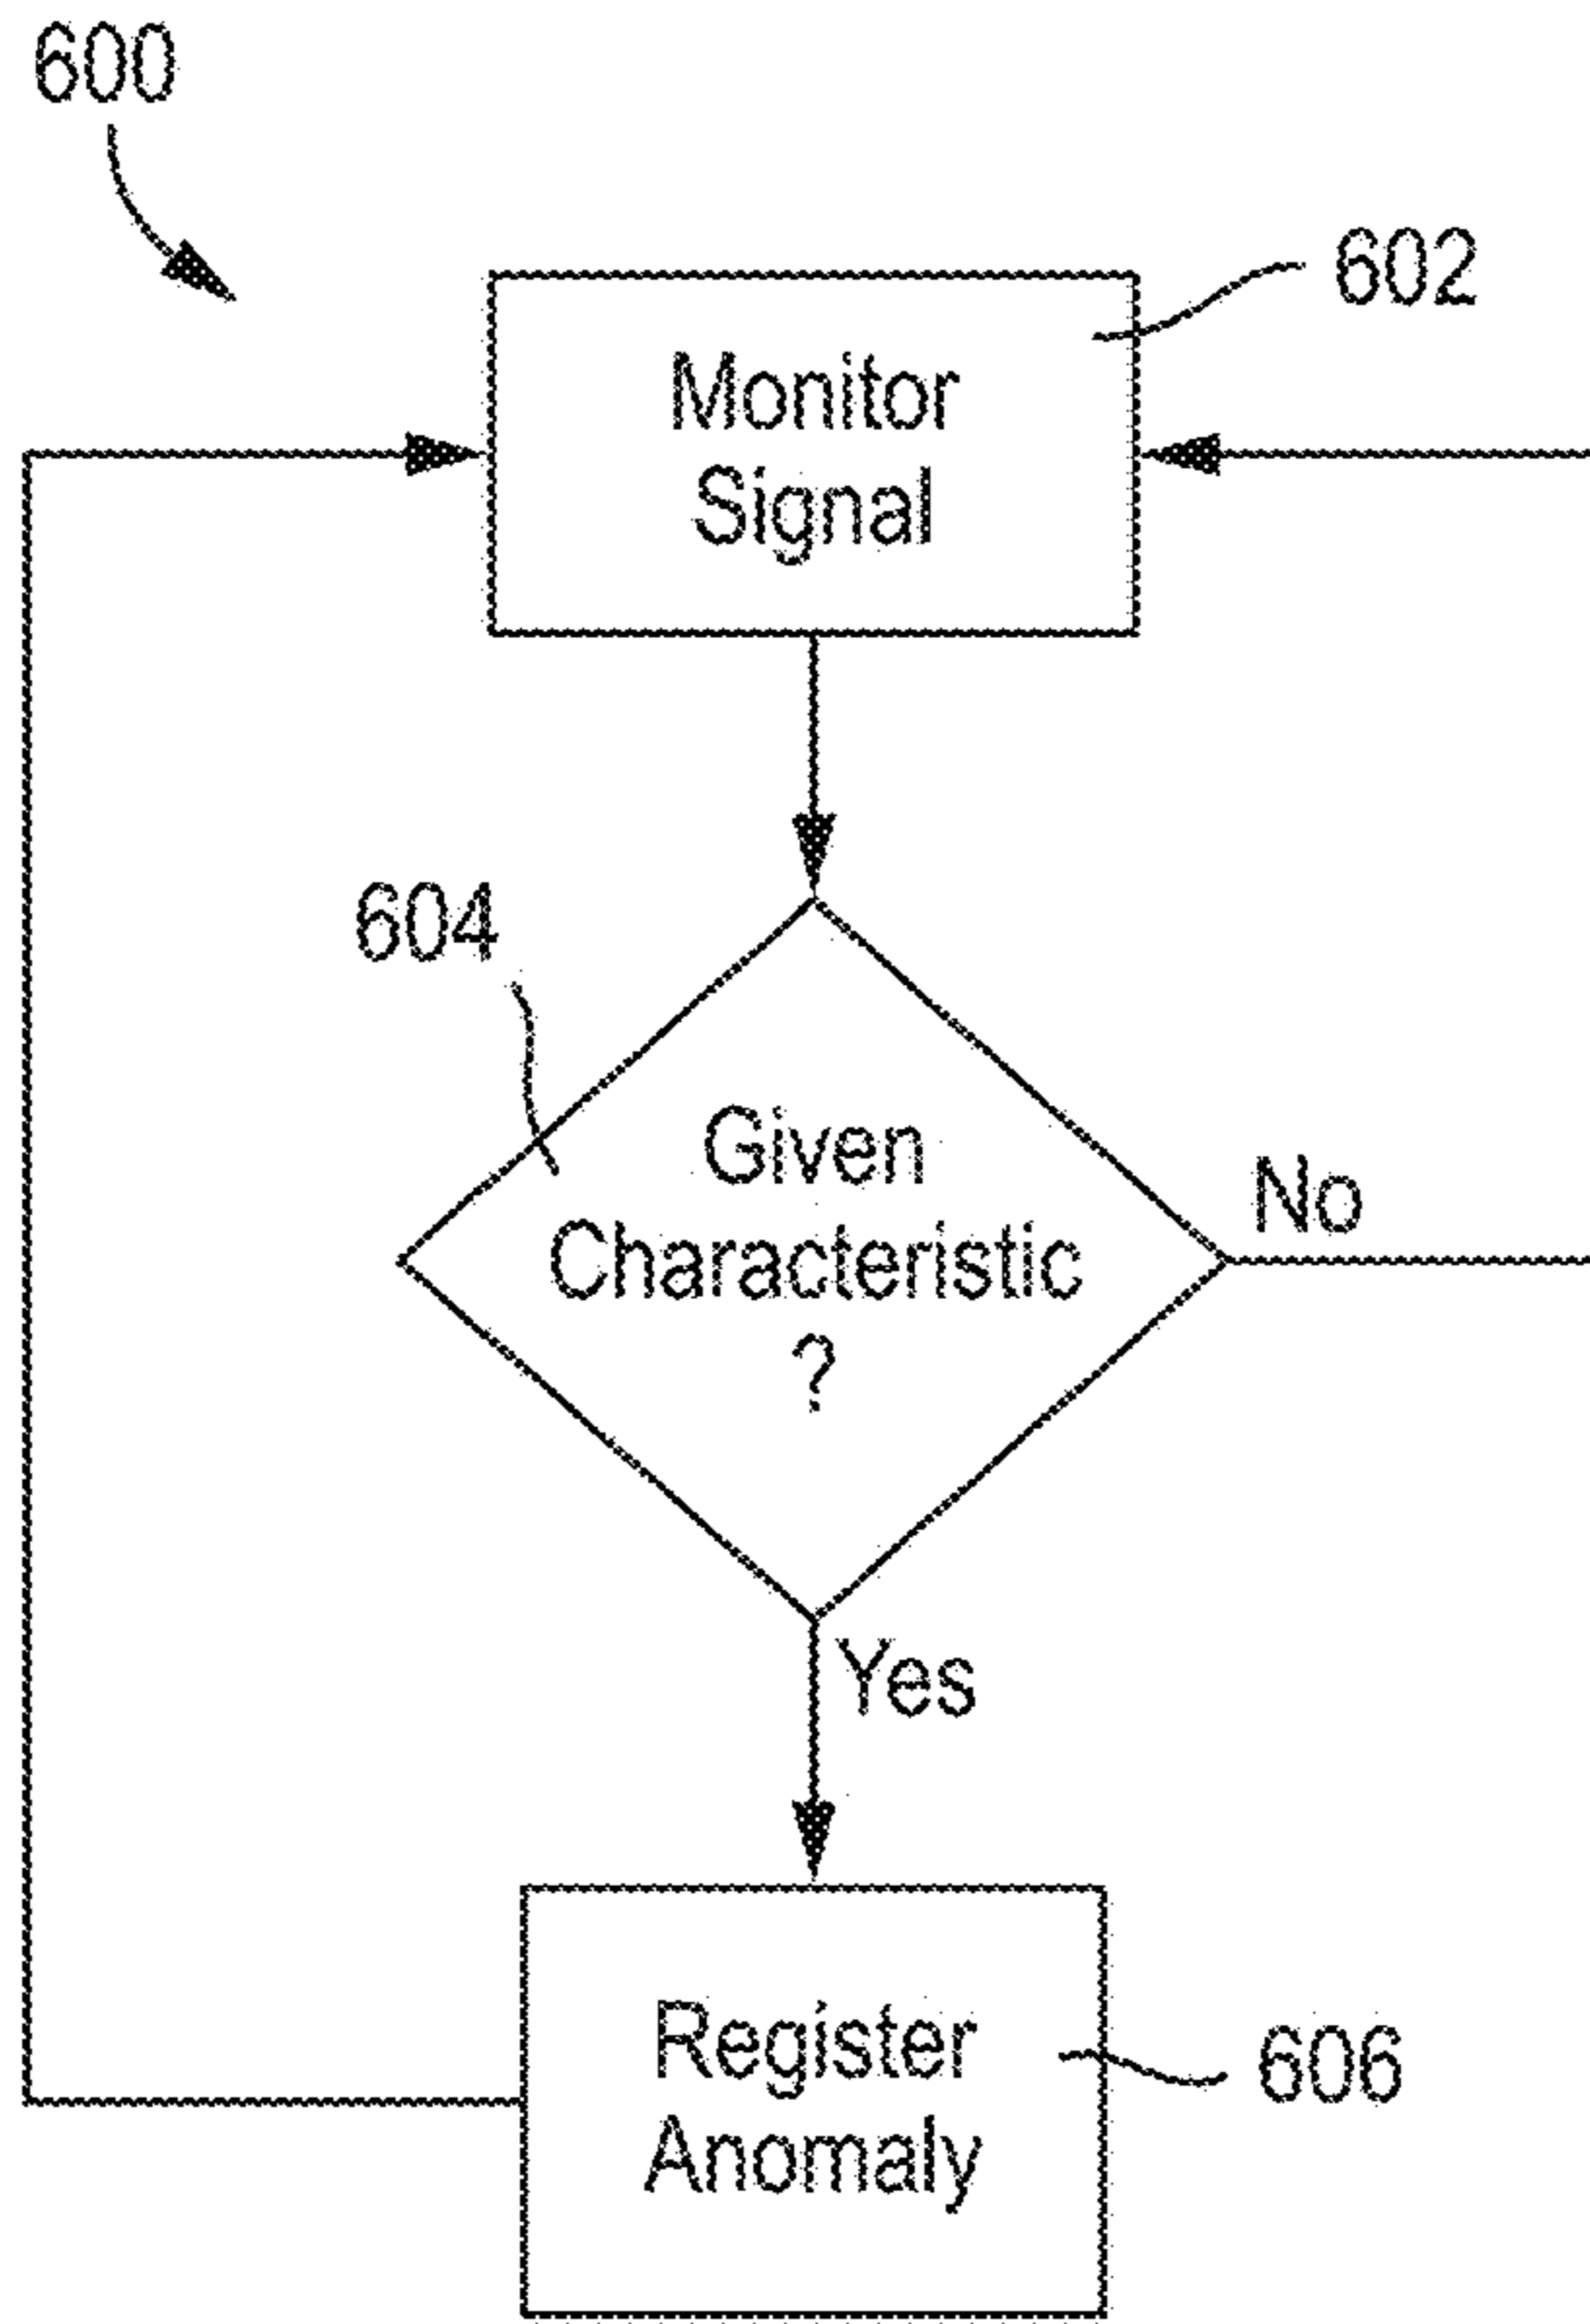 600
602
Monitor
Signal
604
Given
Characteristic
?
No
Yes
Register
Anomaly
606